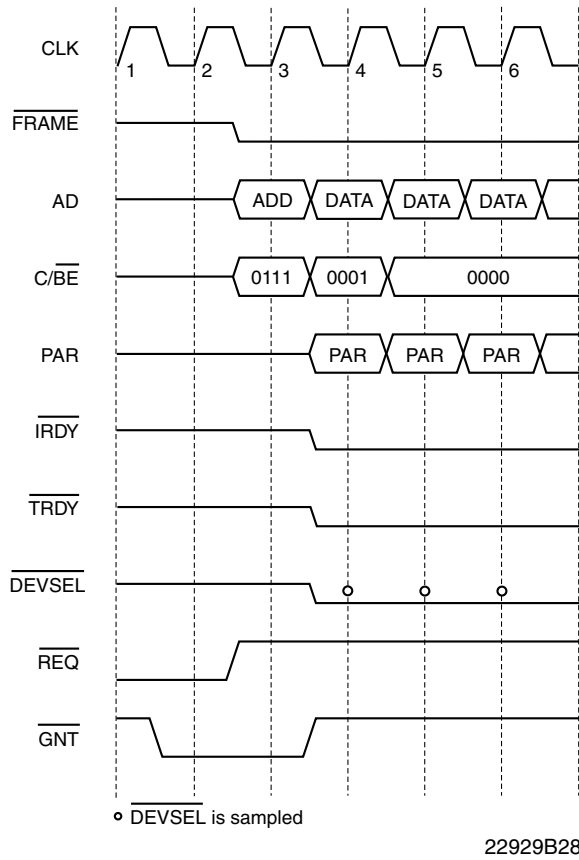 CLK
1 2 3 4 5 6
FRAME
AD ADD DATA DATA DATA
C/BE 0111 0001 0000
PAR PAR PAR PAR
IRDY
TRDY
DEVSEL
REQ
GNT
DEVSEL is sampled
22929B28